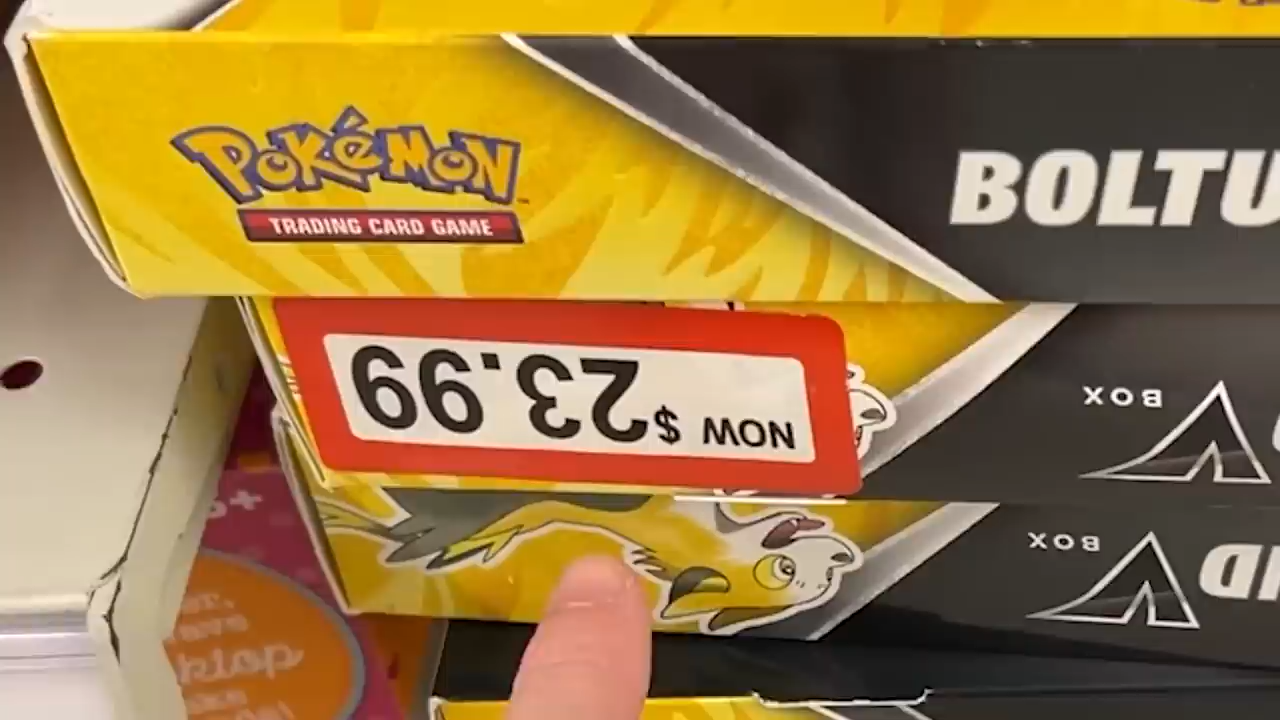 POKéMON
TRADING CARD GAME
BOLTU
NOW $23.99
BOX
BOX